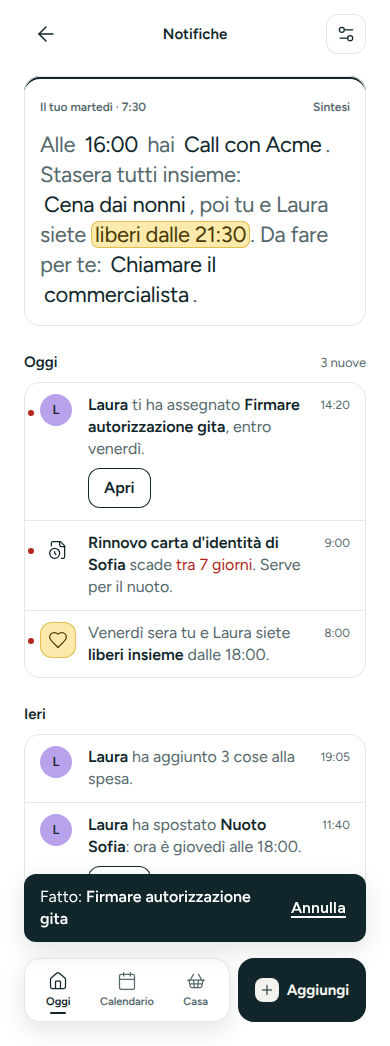 Notifiche
Il tuo martedì · 7:30 Sintesi
Alle 16:00 hai Call con Acme.
Stasera tutti insieme:
Cena dai nonni, poi tu e Laura
siete liberi dalle 21:30. Da fare
per te: Chiamare il
commercialista.
Oggi 3 nuove
L
Laura ti ha assegnato Firmare 14:20
autorizzazione gita, entro
venerdì.
Apri
Rinnovo carta d'identità di 9:00
Sofia scade tra 7 giorni. Serve
per il nuoto.
Venerdì sera tu e Laura siete 8:00
liberi insieme dalle 18:00.
Ieri
L
Laura ha aggiunto 3 cose alla 19:05
spesa.
L
Laura ha spostato Nuoto 11:40
Sofia: ora è giovedì alle 18:00.
Fatto: Firmare autorizzazione
gita
Annulla
Oggi Calendario Casa
Aggiungi